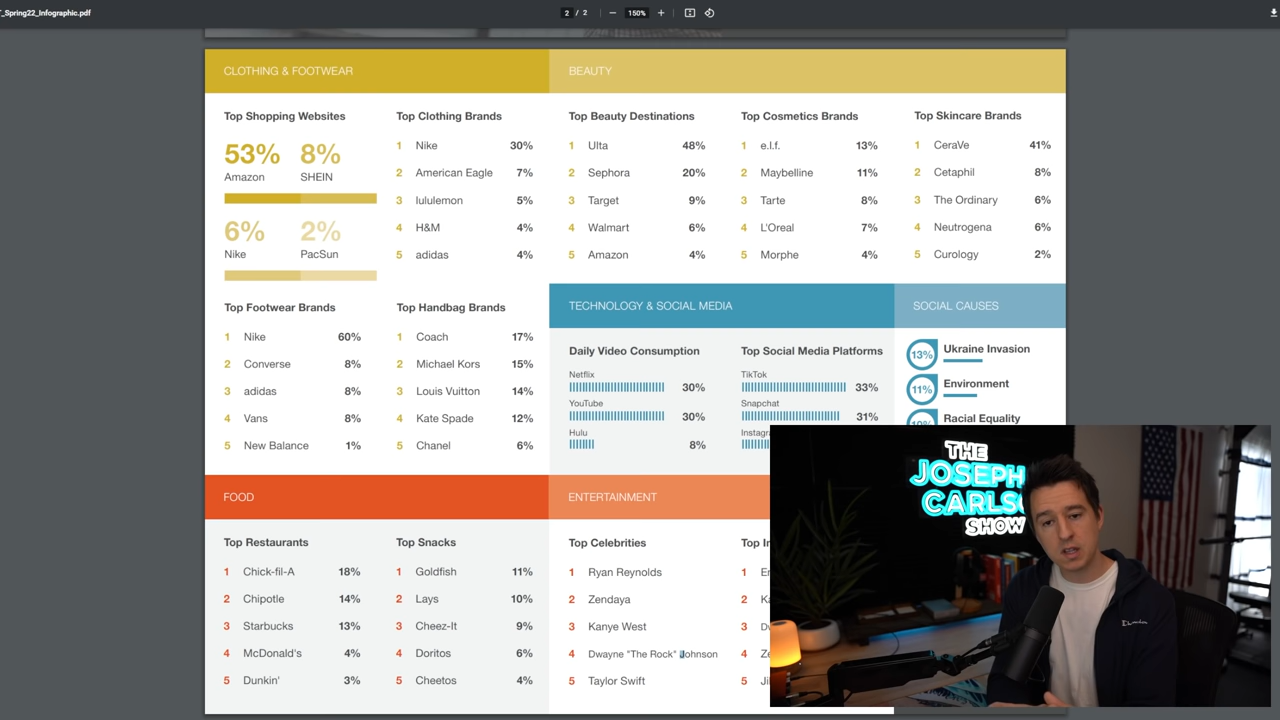 _Spring22_Infographic.pdf
2 / 2
150%
CLOTHING & FOOTWEAR
Top Shopping Websites
53%
Amazon
8%
SHEIN
6%
Nike
2%
PacSun
Top Clothing Brands
1 Nike 30%
2 American Eagle 7%
3 lululemon 5%
4 H&M 4%
5 adidas 4%
Top Footwear Brands
1 Nike 60%
2 Converse 8%
3 adidas 8%
4 Vans 8%
5 New Balance 1%
Top Handbag Brands
1 Coach 17%
2 Michael Kors 15%
3 Louis Vuitton 14%
4 Kate Spade 12%
5 Chanel 6%
BEAUTY
Top Beauty Destinations
1 Ulta 48%
2 Sephora 20%
3 Target 9%
4 Walmart 6%
5 Amazon 4%
Top Cosmetics Brands
1 e.l.f. 13%
2 Maybelline 11%
3 Tarte 8%
4 L'Oreal 7%
5 Morphe 4%
Top Skincare Brands
1 CeraVe 41%
2 Cetaphil 8%
3 The Ordinary 6%
4 Neutrogena 6%
5 Curology 2%
TECHNOLOGY & SOCIAL MEDIA
Daily Video Consumption
Netflix
30%
YouTube
30%
Hulu
8%
Top Social Media Platforms
TikTok
33%
Snapchat
31%
SOCIAL CAUSES
13% Ukraine Invasion
11% Environment
Racial Equality
FOOD
Top Restaurants
1 Chick-fil-A 18%
2 Chipotle 14%
3 Starbucks 13%
4 McDonald's 4%
5 Dunkin' 3%
Top Snacks
1 Goldfish 11%
2 Lays 10%
3 Cheez-It 9%
4 Doritos 6%
5 Cheetos 4%
ENTERTAINMENT
Top Celebrities
1 Ryan Reynolds
2 Zendaya
3 Kanye West
4 Dwayne "The Rock" Johnson
5 Taylor Swift
Top
1
2
3
4
5
THE
JOSEPH
CARLS
SHOW
Champion